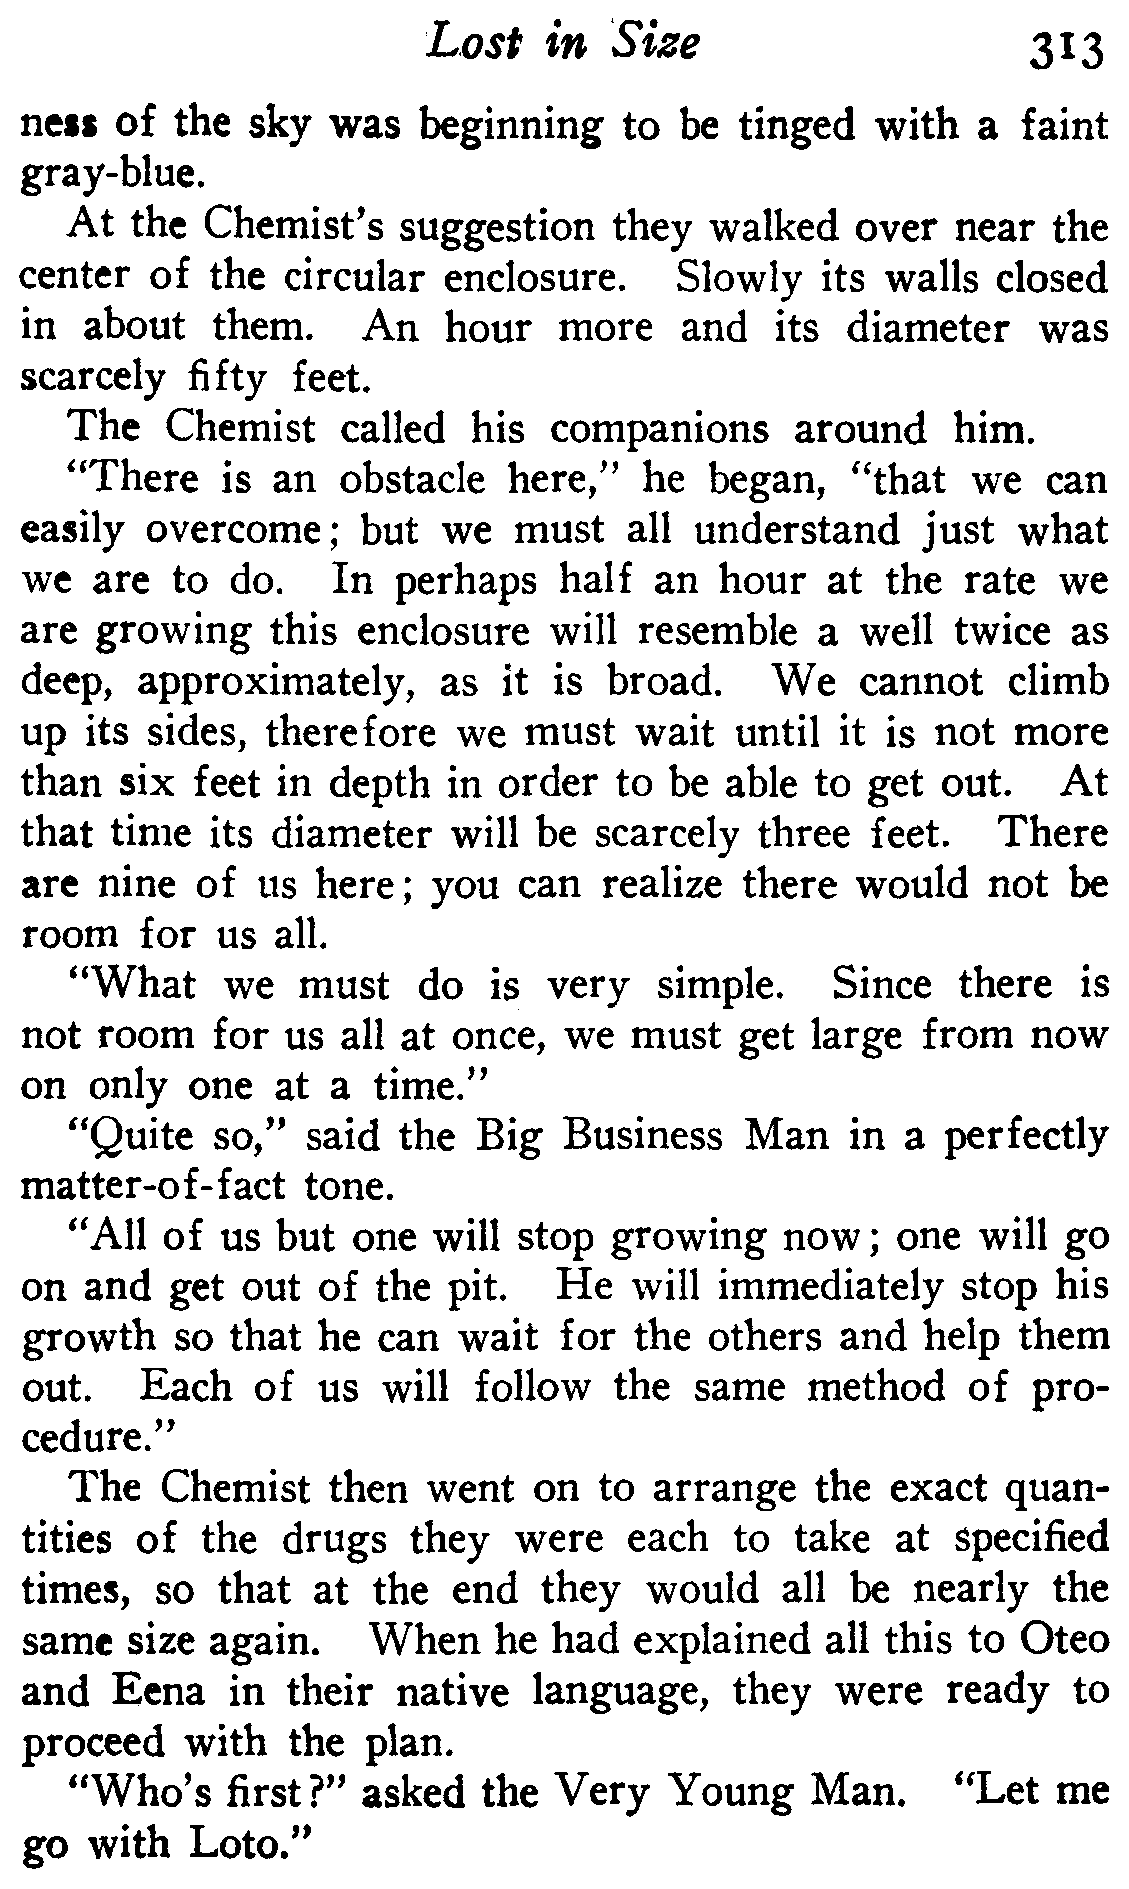 Lost in Size 313
ness of the sky was beginning to be tinged with a faint
gray-blue.
At the Chemist's suggestion they walked over near the
center of the circular enclosure. Slowly its walls closed
in about them. An hour more and its diameter was
scarcely fifty feet.
The Chemist called his companions around him.
"There is an obstacle here," he began, "that we can
easily overcome; but we must all understand just what
we are to do. In perhaps half an hour at the rate we
are growing this enclosure will resemble a well twice as
deep, approximately, as it is broad. We cannot climb
up its sides, therefore we must wait until it is not more
than six feet in depth in order to be able to get out. At
that time its diameter will be scarcely three feet. There
are nine of us here; you can realize there would not be
room for us all.
"What we must do is very simple. Since there is
not room for us all at once, we must get large from now
on only one at a time."
"Quite so," said the Big Business Man in a perfectly
matter-of-fact tone.
"All of us but one will stop growing now; one will go
on and get out of the pit. He will immediately stop his
growth so that he can wait for the others and help them
out. Each of us will follow the same method of pro-
cedure."
The Chemist then went on to arrange the exact quan-
tities of the drugs they were each to take at specified
times, so that at the end they would all be nearly the
same size again. When he had explained all this to Oteo
and Eena in their native language, they were ready to
proceed with the plan.
"Who's first?" asked the Very Young Man. "Let me
go with Loto."